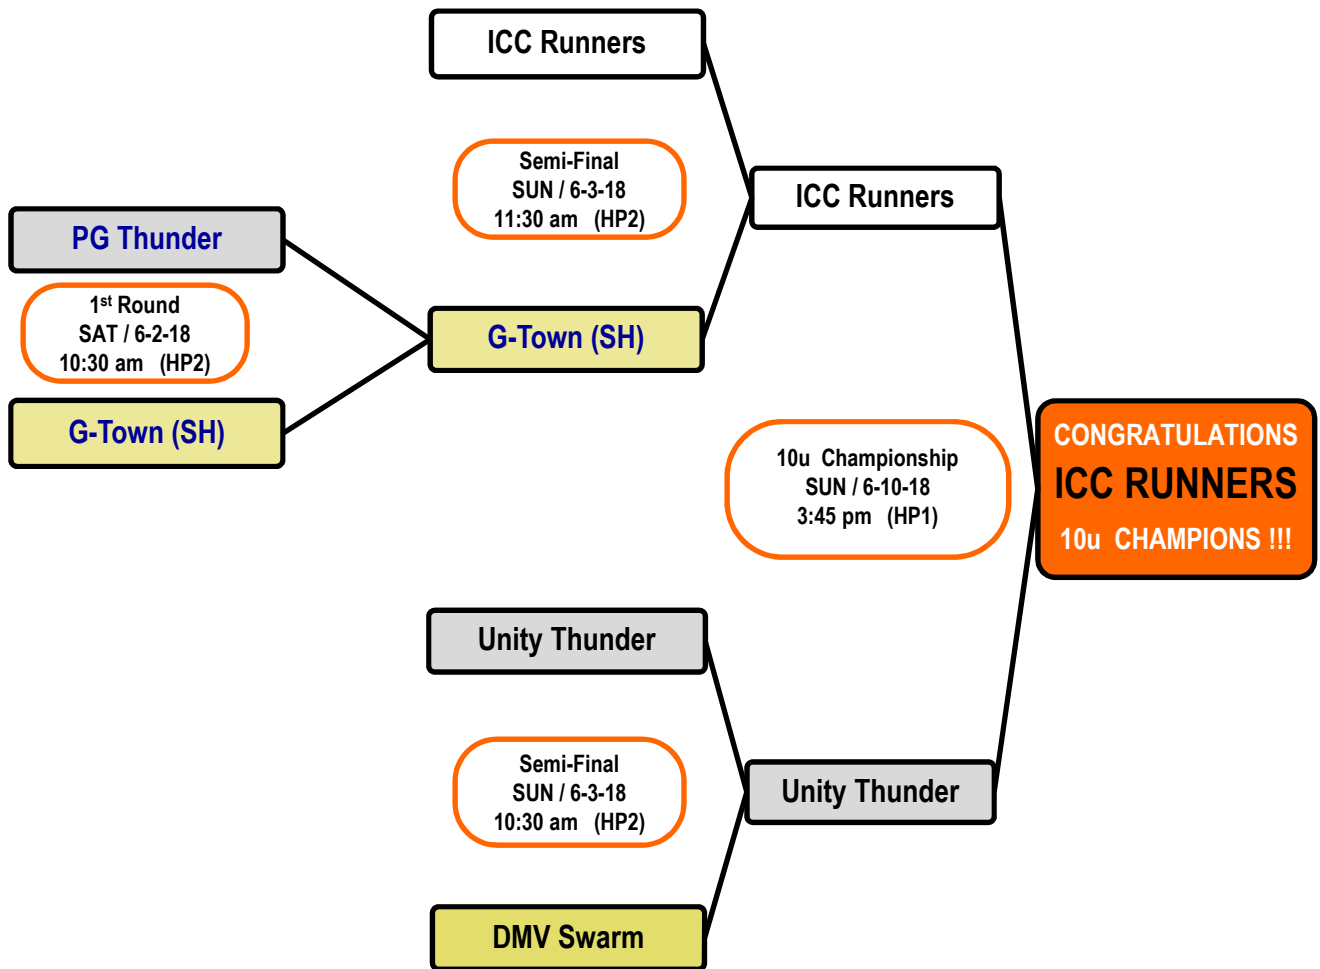 ICC Runners
Semi-Final
SUN / 6-3-18
11:30 am (HP2)
ICC Runners
PG Thunder
1st Round
SAT / 6-2-18
10:30 am (HP2)
G-Town (SH)
G-Town (SH)
10u Championship
SUN / 6-10-18
3:45 pm (HP1)
CONGRATULATIONS
ICC RUNNERS
10u CHAMPIONS !!!
Unity Thunder
Semi-Final
SUN / 6-3-18
10:30 am (HP2)
Unity Thunder
DMV Swarm